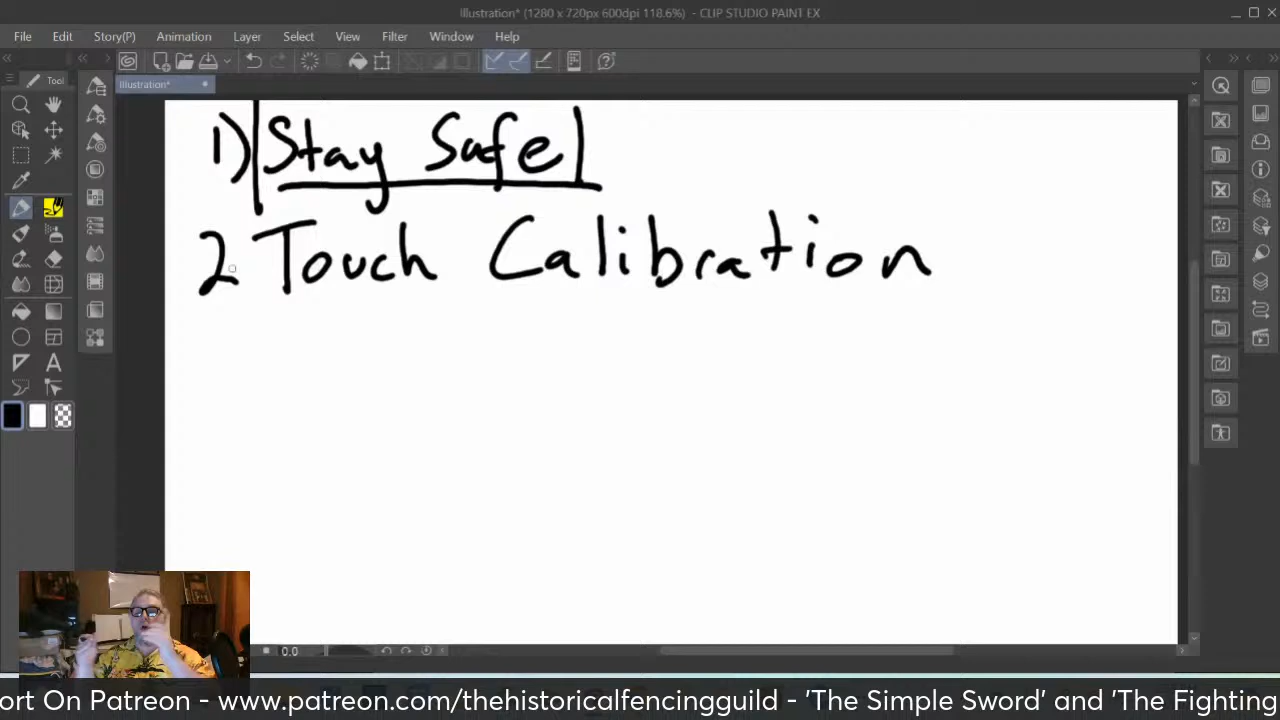 Illustration* (1280 x 720px 600dpi 118.6%) - CLIP STUDIO PAINT EX
File Edit Story(P) Animation Layer Select View Filter Window Help
Tool
Illustration*
1) Stay Safe
2 Touch Calibration
0.0
ort On Patreon - www.patreon.com/thehistoricalfencingguild - 'The Simple Sword' and 'The Fighting